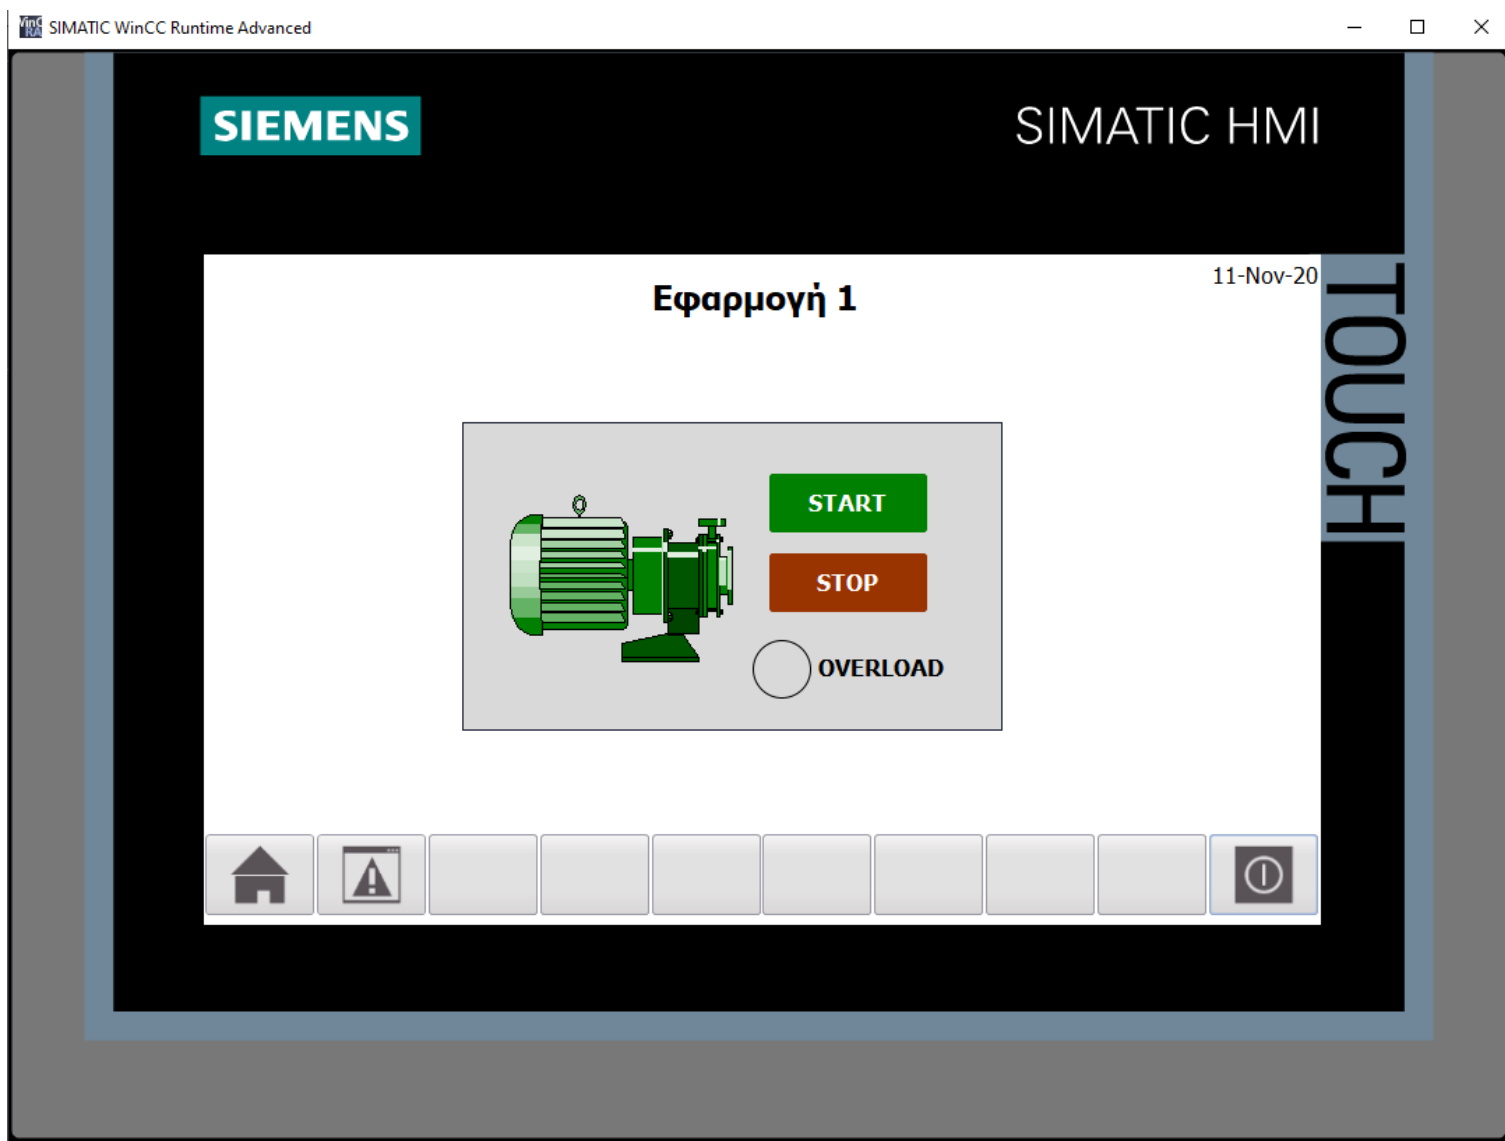 SIMATIC WinCC Runtime Advanced
SIEMENS
SIMATIC HMI
11-Nov-20
Εφαρμογή 1
TOUCH
START
STOP
OVERLOAD